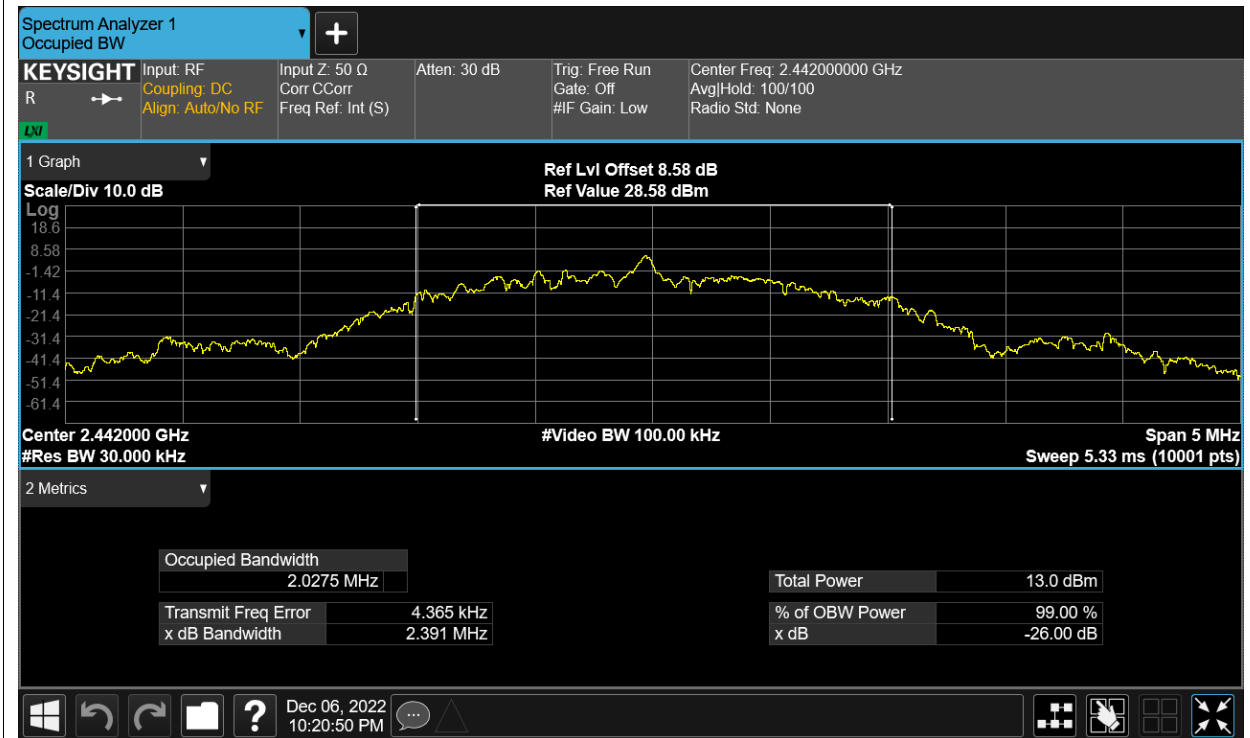 Spectrum Analyzer 1
Occupied BW
KEYSIGHT
R
LXI
Input: RF
Coupling: DC
Align: Auto/No RF
Input Z: 50 Ω
Corr CCorr
Freq Ref: Int (S)
Atten: 30 dB
Trig: Free Run
Gate: Off
#IF Gain: Low
Center Freq: 2.442000000 GHz
Avg|Hold: 100/100
Radio Std: None
1 Graph
Scale/Div 10.0 dB
Ref Lvl Offset 8.58 dB
Ref Value 28.58 dBm
Log
18.6
8.58
-1.42
-11.4
-21.4
-31.4
-41.4
-51.4
-61.4
Center 2.442000 GHz
#Video BW 100.00 kHz
Span 5 MHz
#Res BW 30.000 kHz
Sweep 5.33 ms (10001 pts)
2 Metrics
Occupied Bandwidth
2.0275 MHz
Total Power 13.0 dBm
Transmit Freq Error 4.365 kHz
% of OBW Power 99.00 %
x dB Bandwidth 2.391 MHz
x dB -26.00 dB
?
Dec 06, 2022
10:20:50 PM